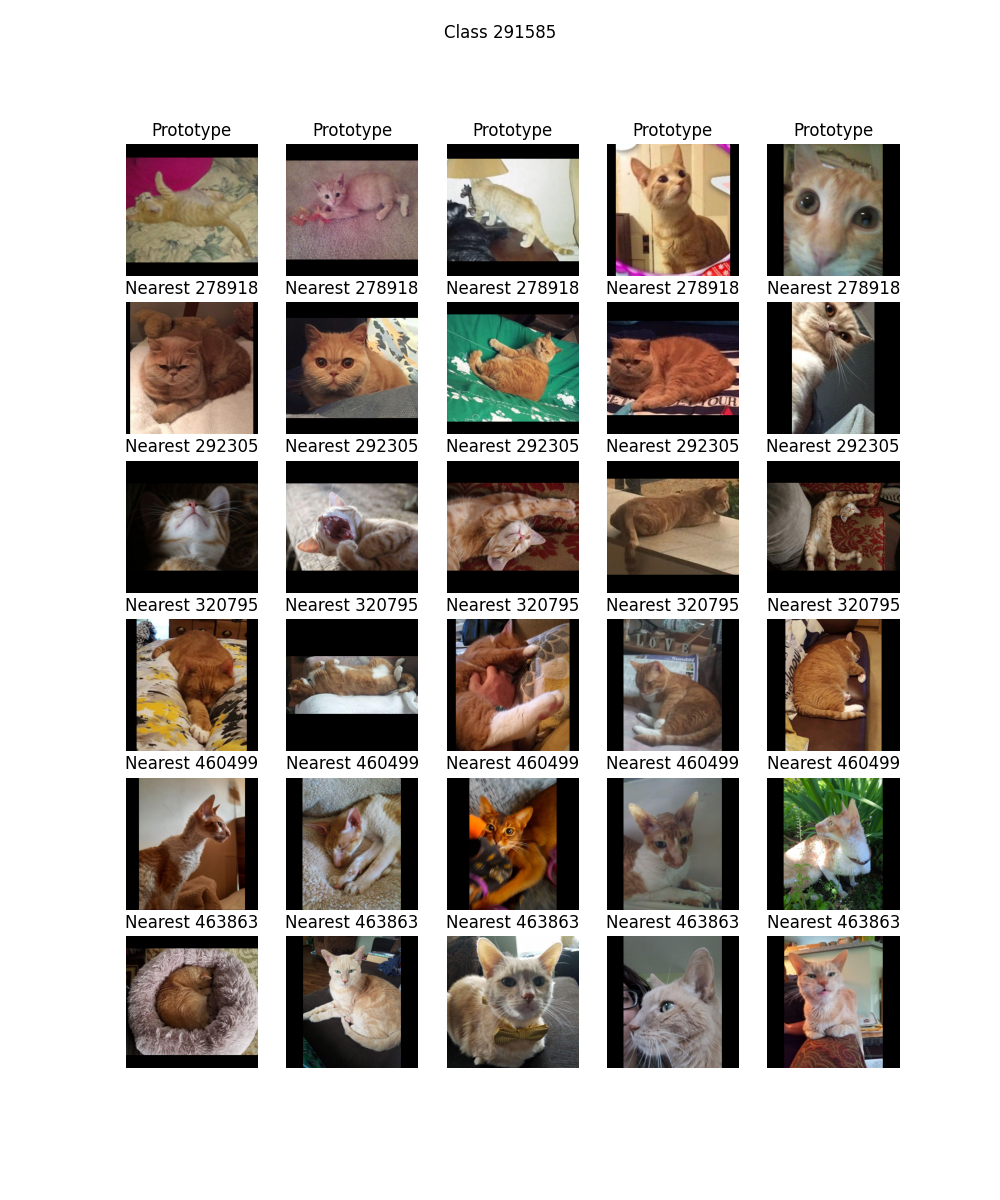 Class 291585
Prototype Prototype Prototype Prototype Prototype
Nearest 278918 Nearest 278918 Nearest 278918 Nearest 278918 Nearest 278918
Nearest 292305 Nearest 292305 Nearest 292305 Nearest 292305 Nearest 292305
Nearest 320795 Nearest 320795 Nearest 320795 Nearest 320795 Nearest 320795
LOVE
Nearest 460499 Nearest 460499 Nearest 460499 Nearest 460499 Nearest 460499
Nearest 463863 Nearest 463863 Nearest 463863 Nearest 463863 Nearest 463863